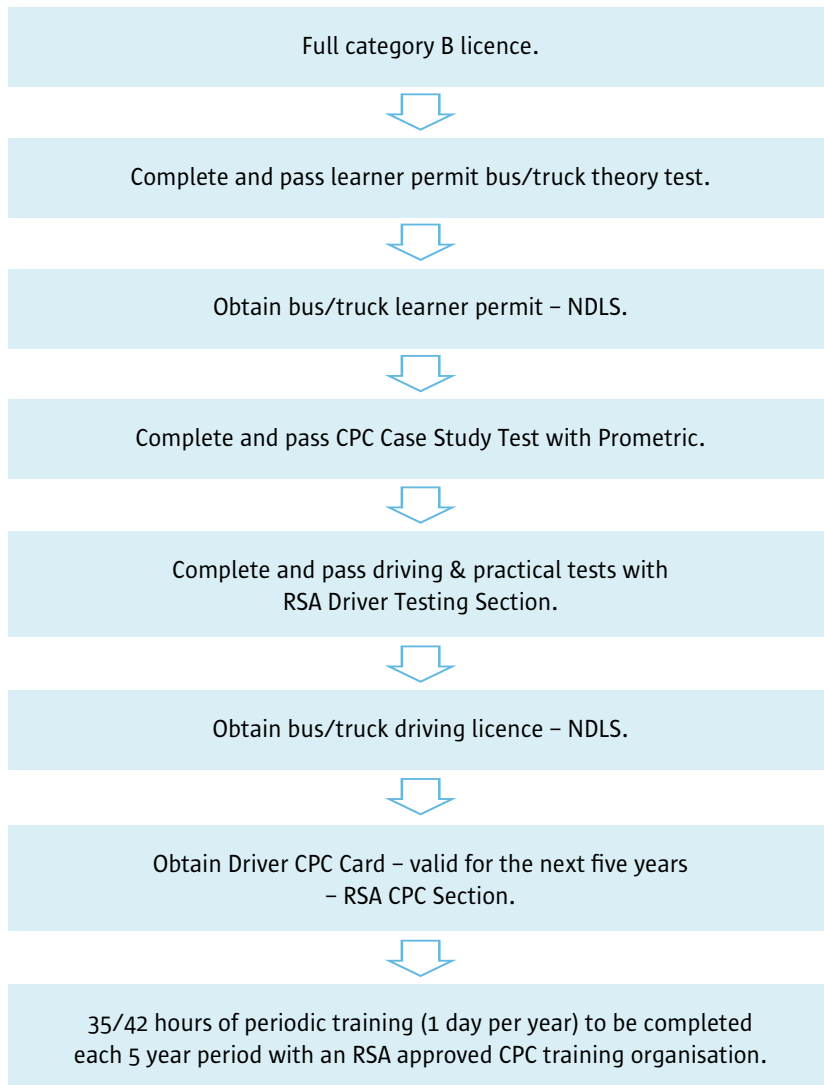 Full category B licence.
Complete and pass learner permit bus/truck theory test.
Obtain bus/truck learner permit – NDLS.
Complete and pass CPC Case Study Test with Prometric.
Complete and pass driving & practical tests with
RSA Driver Testing Section.
Obtain bus/truck driving licence – NDLS.
Obtain Driver CPC Card – valid for the next five years
– RSA CPC Section.
35/42 hours of periodic training (1 day per year) to be completed
each 5 year period with an RSA approved CPC training organisation.